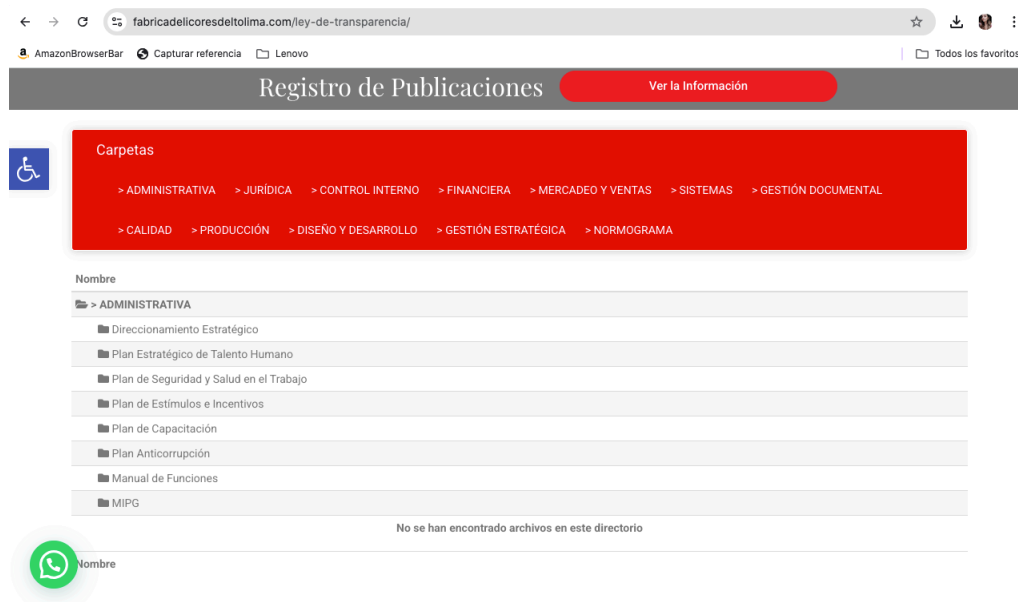 fabricadelicoresdeltolima.com/ley-de-transparencia/
AmazonBrowserBar Capturar referencia Lenovo Todos los favoritos
Registro de Publicaciones Ver la Información
Carpetas
> ADMINISTRATIVA > JURÍDICA > CONTROL INTERNO > FINANCIERA > MERCADEO Y VENTAS > SISTEMAS > GESTIÓN DOCUMENTAL
> CALIDAD > PRODUCCIÓN > DISEÑO Y DESARROLLO > GESTIÓN ESTRATÉGICA > NORMOGRAMA
Nombre
> ADMINISTRATIVA
Direccionamiento Estratégico
Plan Estratégico de Talento Humano
Plan de Seguridad y Salud en el Trabajo
Plan de Estímulos e Incentivos
Plan de Capacitación
Plan Anticorrupción
Manual de Funciones
MIPG
No se han encontrado archivos en este directorio
Nombre